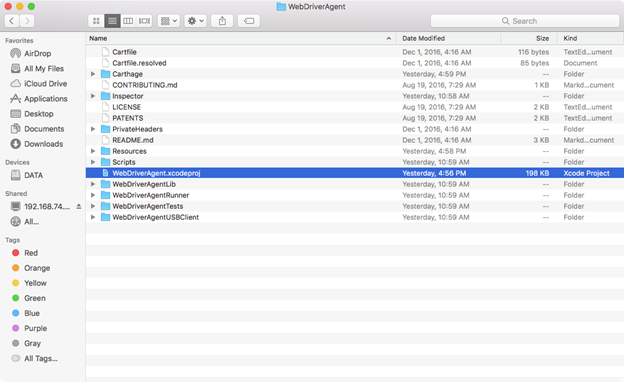 WebDriverAgent
Search
Favorites
AirDrop
All My Files
iCloud Drive
Applications
Desktop
Documents
Downloads
Devices
DATA
Shared
192.168.74....
All...
Tags
Red
Orange
Yellow
Green
Blue
Purple
Gray
All Tags...
Name Date Modified Size Kind
Cartfile Dec 1, 2016, 4:16 AM 116 bytes TextEd...ument
Cartfile.resolved Dec 1, 2016, 4:16 AM 85 bytes Document
Carthage Yesterday, 4:59 PM -- Folder
CONTRIBUTING.md Aug 19, 2016, 7:29 AM 1 KB Markd...cument
Inspector Yesterday, 10:58 AM -- Folder
LICENSE Aug 19, 2016, 7:29 AM 2 KB TextEd...ument
PATENTS Aug 19, 2016, 7:29 AM 2 KB TextEd...ument
PrivateHeaders Dec 1, 2016, 4:16 AM -- Folder
README.md Dec 1, 2016, 4:16 AM 3 KB Markd...cument
Resources Yesterday, 4:58 PM -- Folder
Scripts Yesterday, 10:59 AM -- Folder
WebDriverAgent.xcodeproj Yesterday, 4:56 PM 198 KB Xcode Project
WebDriverAgentLib Yesterday, 10:59 AM -- Folder
WebDriverAgentRunner Yesterday, 10:59 AM -- Folder
WebDriverAgentTests Yesterday, 10:59 AM -- Folder
WebDriverAgentUSBClient Yesterday, 10:59 AM -- Folder